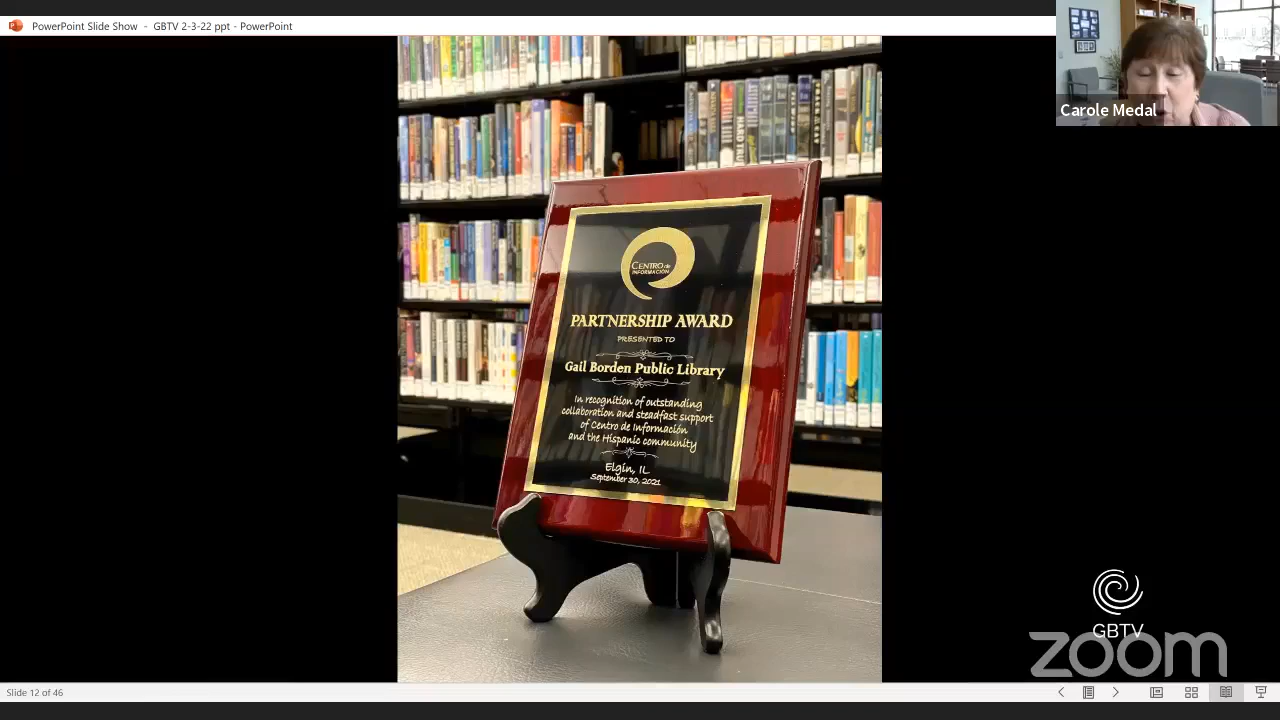 PowerPoint Slide Show - GBTV 2-3-22 ppt - PowerPoint
Carole Medal
CENTRO de
INFORMACIÓN
PARTNERSHIP AWARD
PRESENTED TO
Gail Borden Public Library
In recognition of outstanding
collaboration and steadfast support
of Centro de Información
and the Hispanic community
Elgin, IL
September 30, 2021
GBTV
zoom
Slide 12 of 46